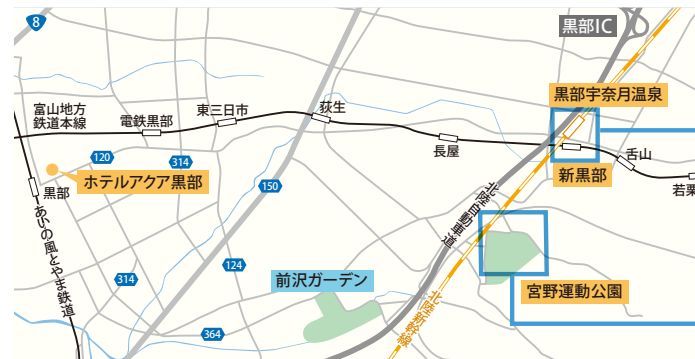 8
黒部IC
黒部宇奈月温泉
富山地方
鉄道本線
電鉄黒部
東三日市
荻生
長屋
新黒部
舌山
若栗
120
314
ホテルアクア黒部
黒部
150
あいの風とやま鉄道
北陸自動車道
124
314
前沢ガーデン
宮野運動公園
364
北陸新幹線